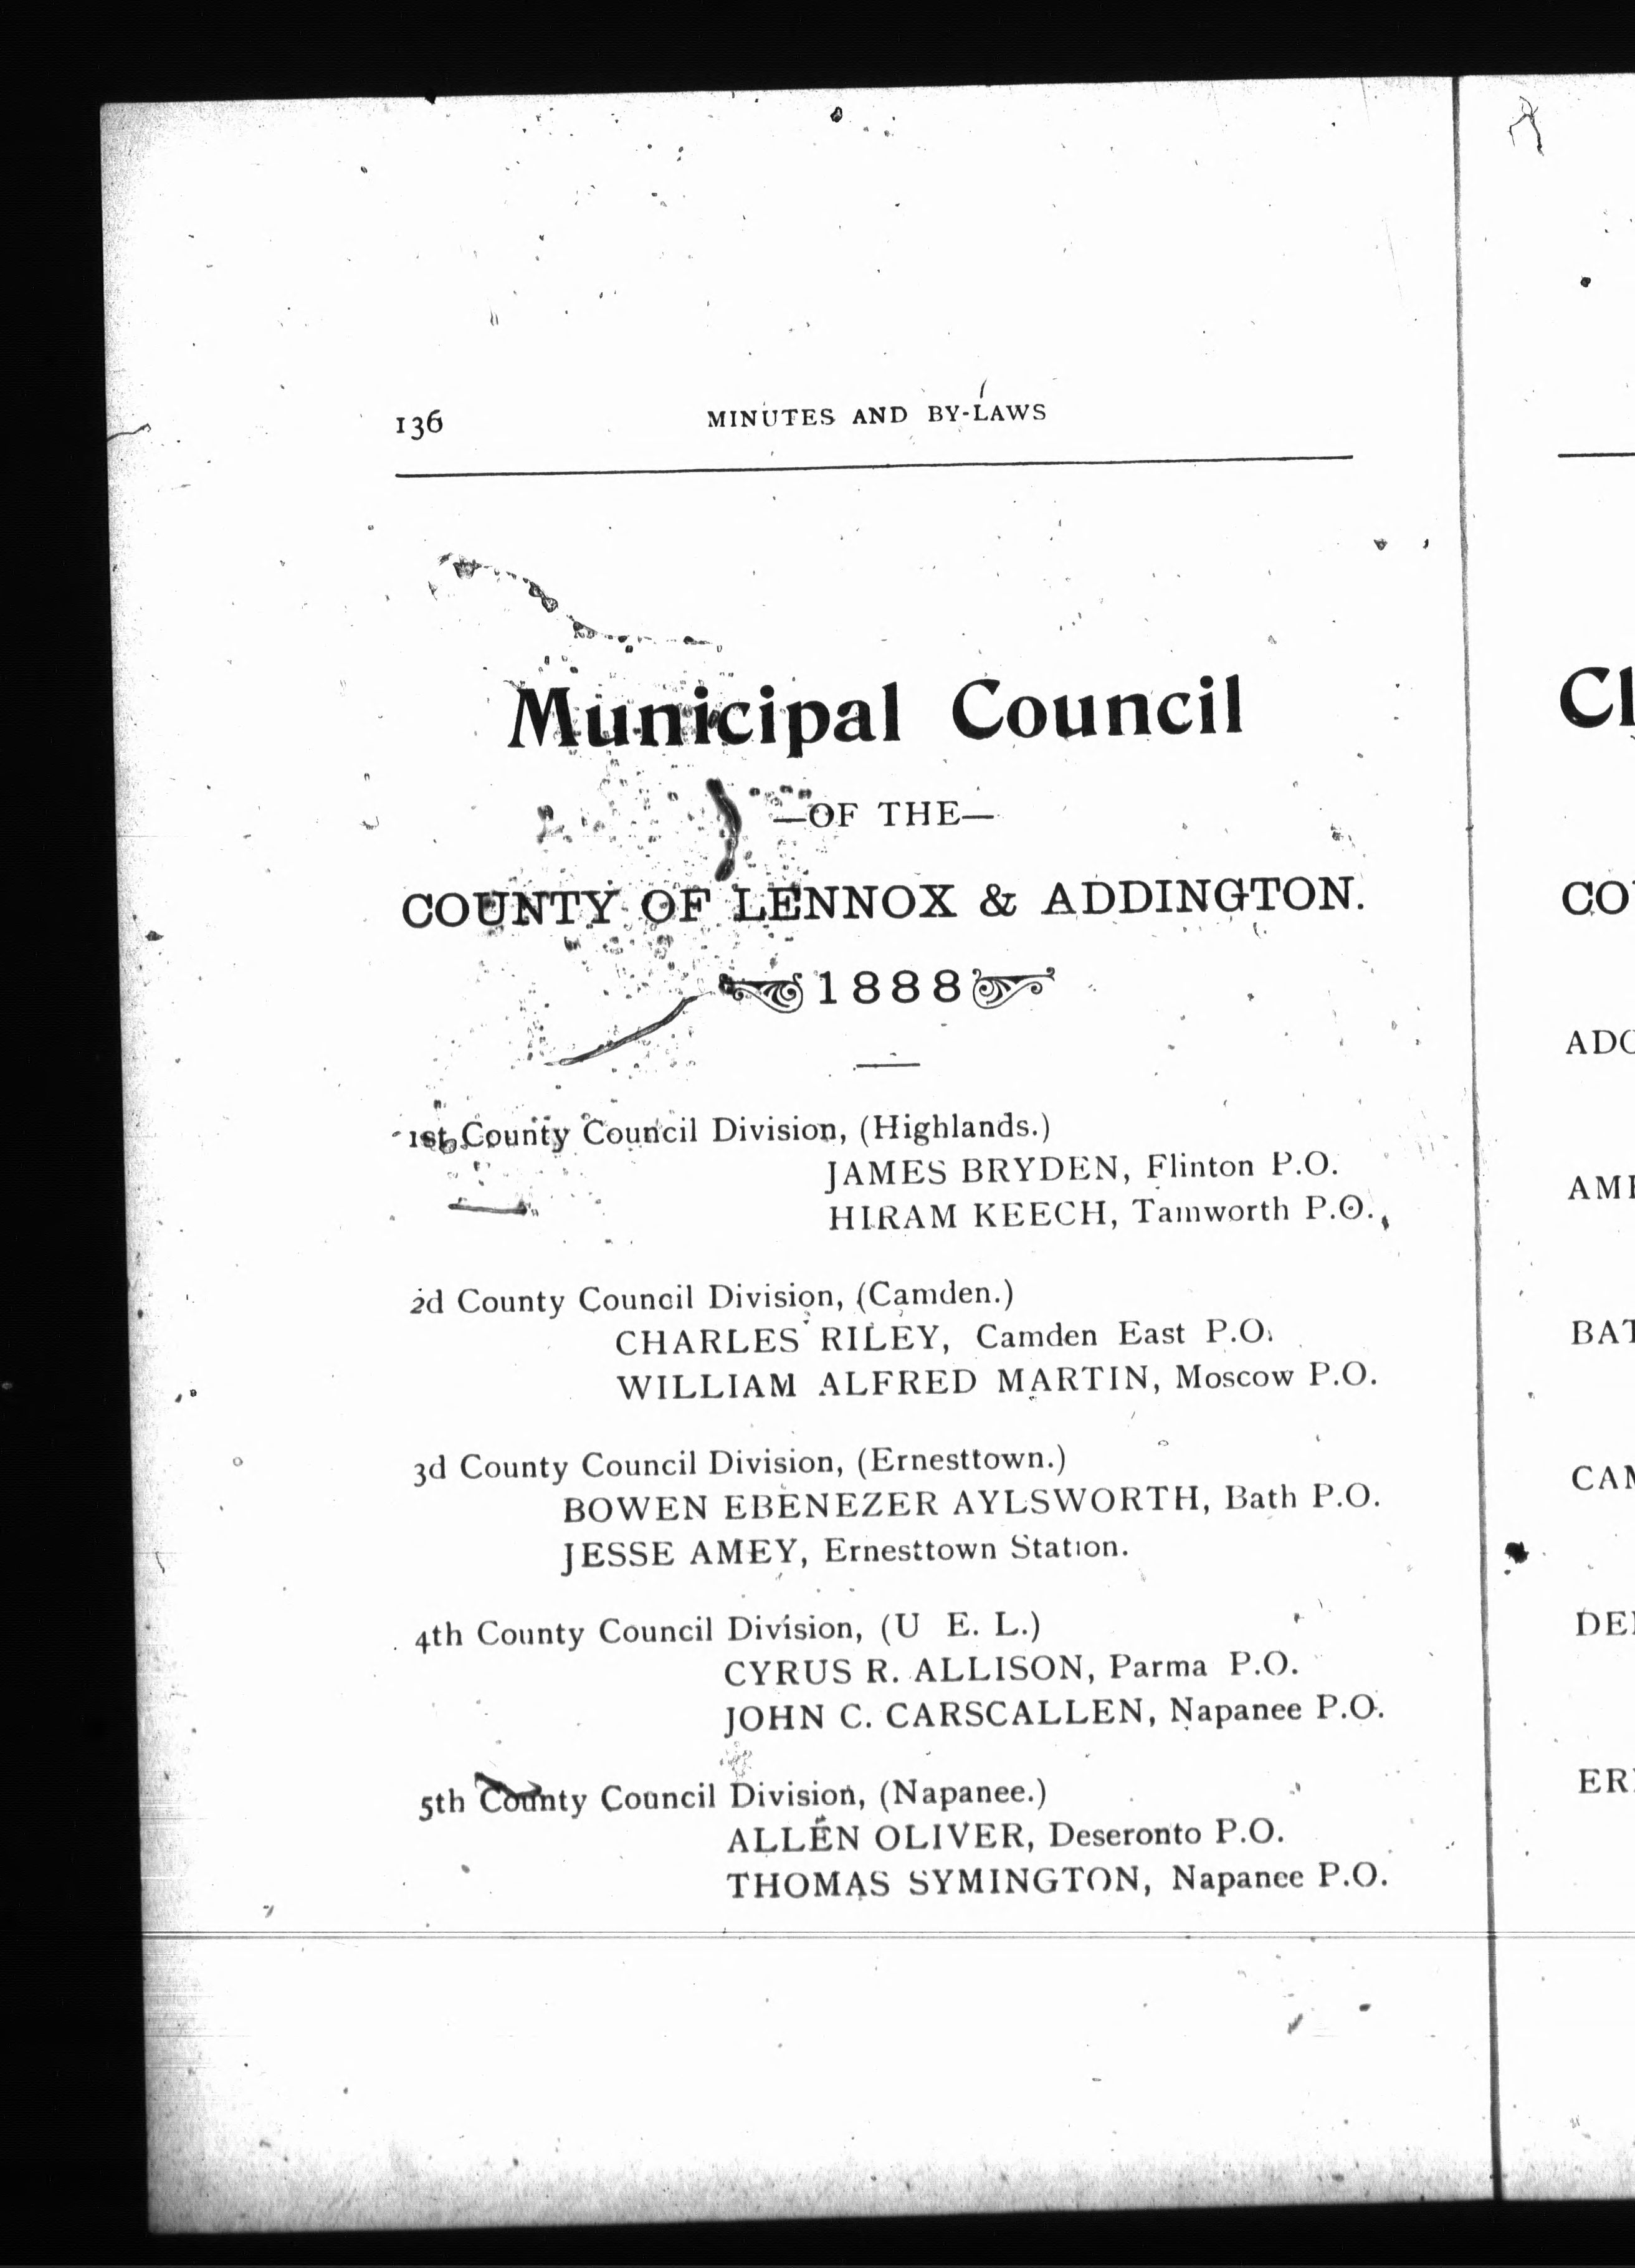 136 MINUTES AND BY-LAWS
Municipal Council
—OF THE—
COUNTY OF LENNOX & ADDINGTON.
1888
1st County Council Division, (Highlands.)
JAMES BRYDEN, Flinton P.O.
HIRAM KEECH, Tamworth P.O.
2d County Council Division, (Camden.)
CHARLES RILEY, Camden East P.O.
WILLIAM ALFRED MARTIN, Moscow P.O.
3d County Council Division, (Ernesttown.)
BOWEN EBENEZER AYLSWORTH, Bath P.O.
JESSE AMEY, Ernesttown Station.
4th County Council Division, (U E. L.)
CYRUS R. ALLISON, Parma P.O.
JOHN C. CARSCALLEN, Napanee P.O.
5th County Council Division, (Napanee.)
ALLEN OLIVER, Deseronto P.O.
THOMAS SYMINGTON, Napanee P.O.